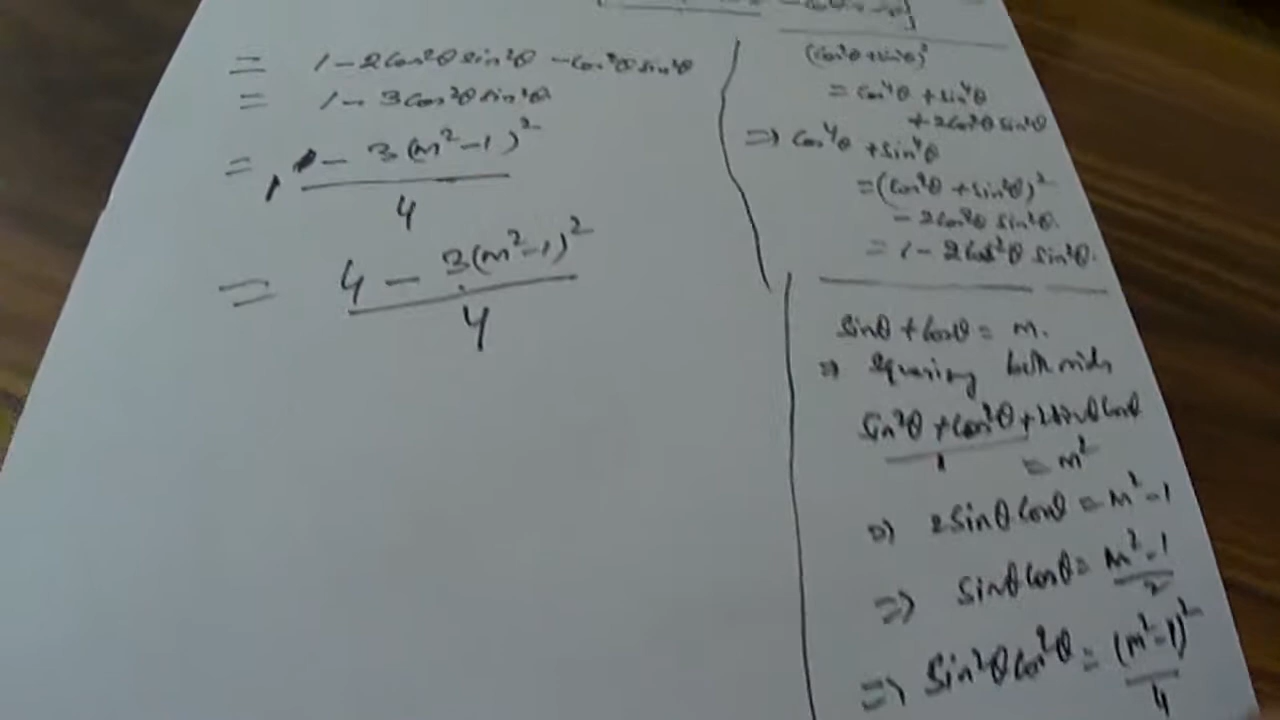 = 1 - 2cos²θ sin²θ - cos²θ sin²θ
= 1 - 3cos²θ sin²θ
= 1 - 3(m²-1)²
4
= 4 - 3(m²-1)²
4
(cos²θ + sin²θ)²
= cos⁴θ + sin⁴θ
+ 2cos²θ sin²θ
=> cos⁴θ + sin⁴θ
= (cos²θ + sin²θ)²
- 2cos²θ sin²θ.
= 1 - 2cos²θ sin²θ.
sinθ + cosθ = m.
=> squaring both sides
sin²θ + cos²θ + 2sinθ cosθ
1 = m²
=> 2sinθ cosθ = m² - 1
=> sinθ cosθ = m² - 1
2
=> sin²θ cos²θ = (m²-1)²
4